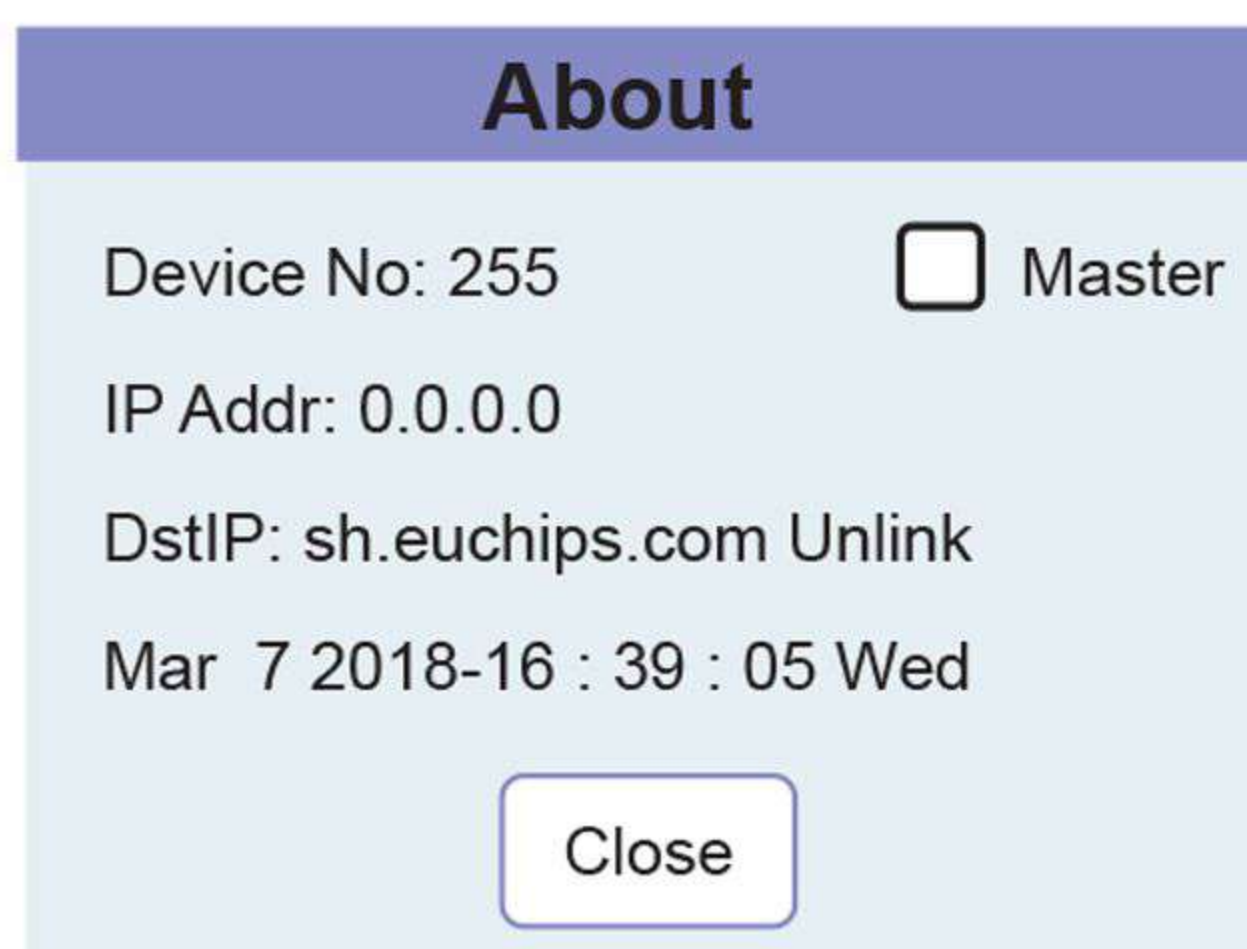 About
Device No: 255 Master
IP Addr: 0.0.0.0
DstIP: sh.euchips.com Unlink
Mar  7 2018-16 : 39 : 05 Wed
Close